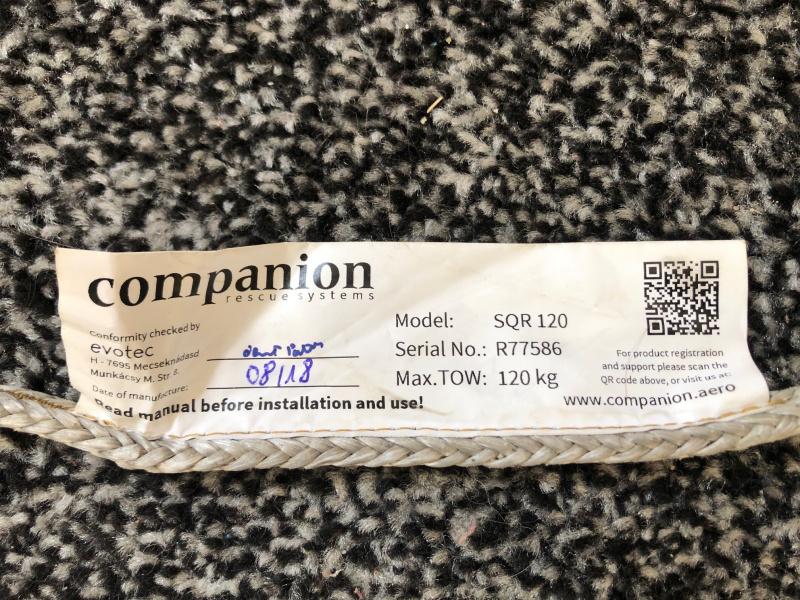 companion
rescue systems
Conformity checked by
evotec
H - 7695 Mecseknádasd
Munkácsy M. Str. 8.
Date of manufacture:
08/18
Read manual before installation and use!
Model: SQR 120
Serial No.: R77586
Max.TOW: 120 kg
For product registration
and support please scan the
QR code above, or visit us at:
www.companion.aero